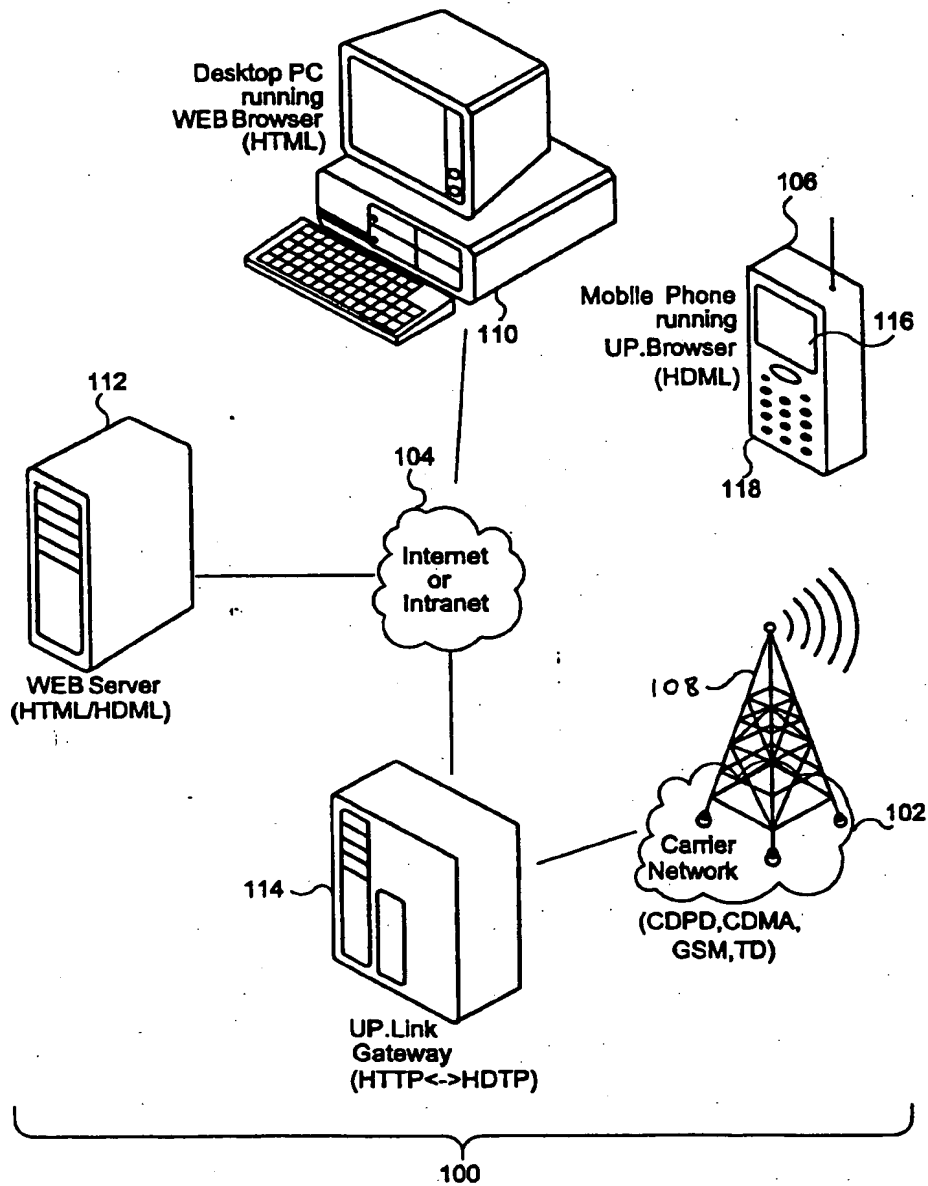 Desktop PC
running
WEB Browser
(HTML)
110
106
Mobile Phone
running
UP.Browser
(HDML)
116
118
112
104
Internet
or
Intranet
WEB Server
(HTML/HDML)
108
102
Carrier
Network
(CDPD,CDMA,
GSM,TD)
114
UP.Link
Gateway
(HTTP<->HDTP)
100